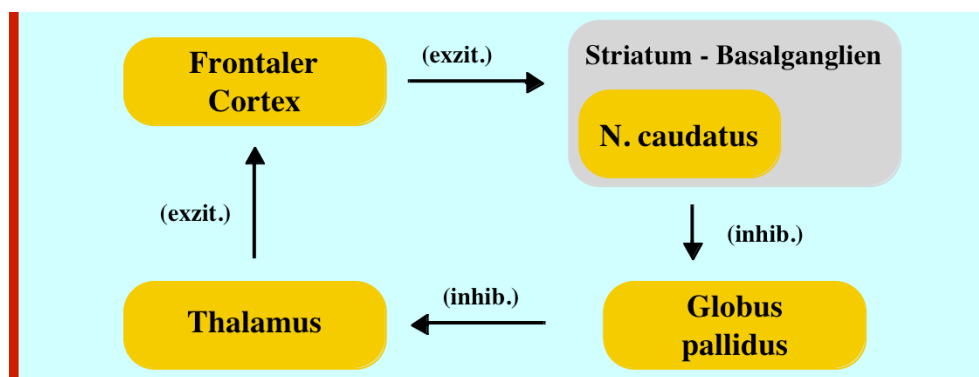 Frontaler
Cortex
(exzit.)
Striatum - Basalganglien
N. caudatus
(exzit.)
(inhib.)
Thalamus
(inhib.)
Globus
pallidus